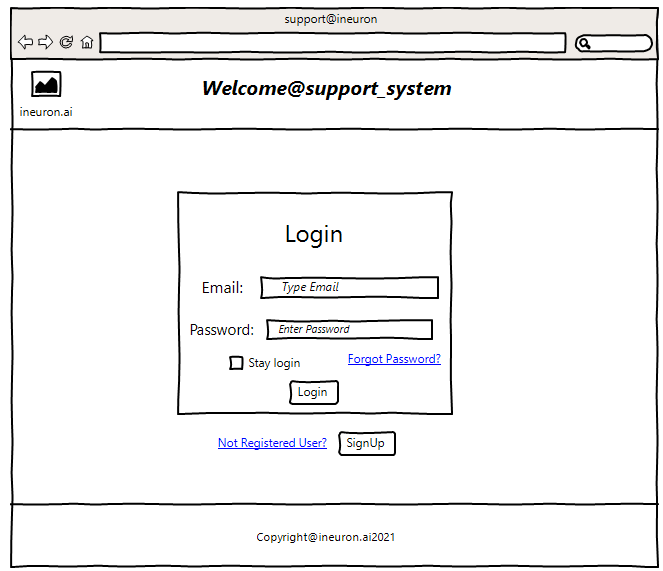 support@ineuron
ineuron.ai
Welcome@support_system
Login
Email: Type Email
Password: Enter Password
Stay login Forgot Password?
Login
Not Registered User? SignUp
Copyright@ineuron.ai2021